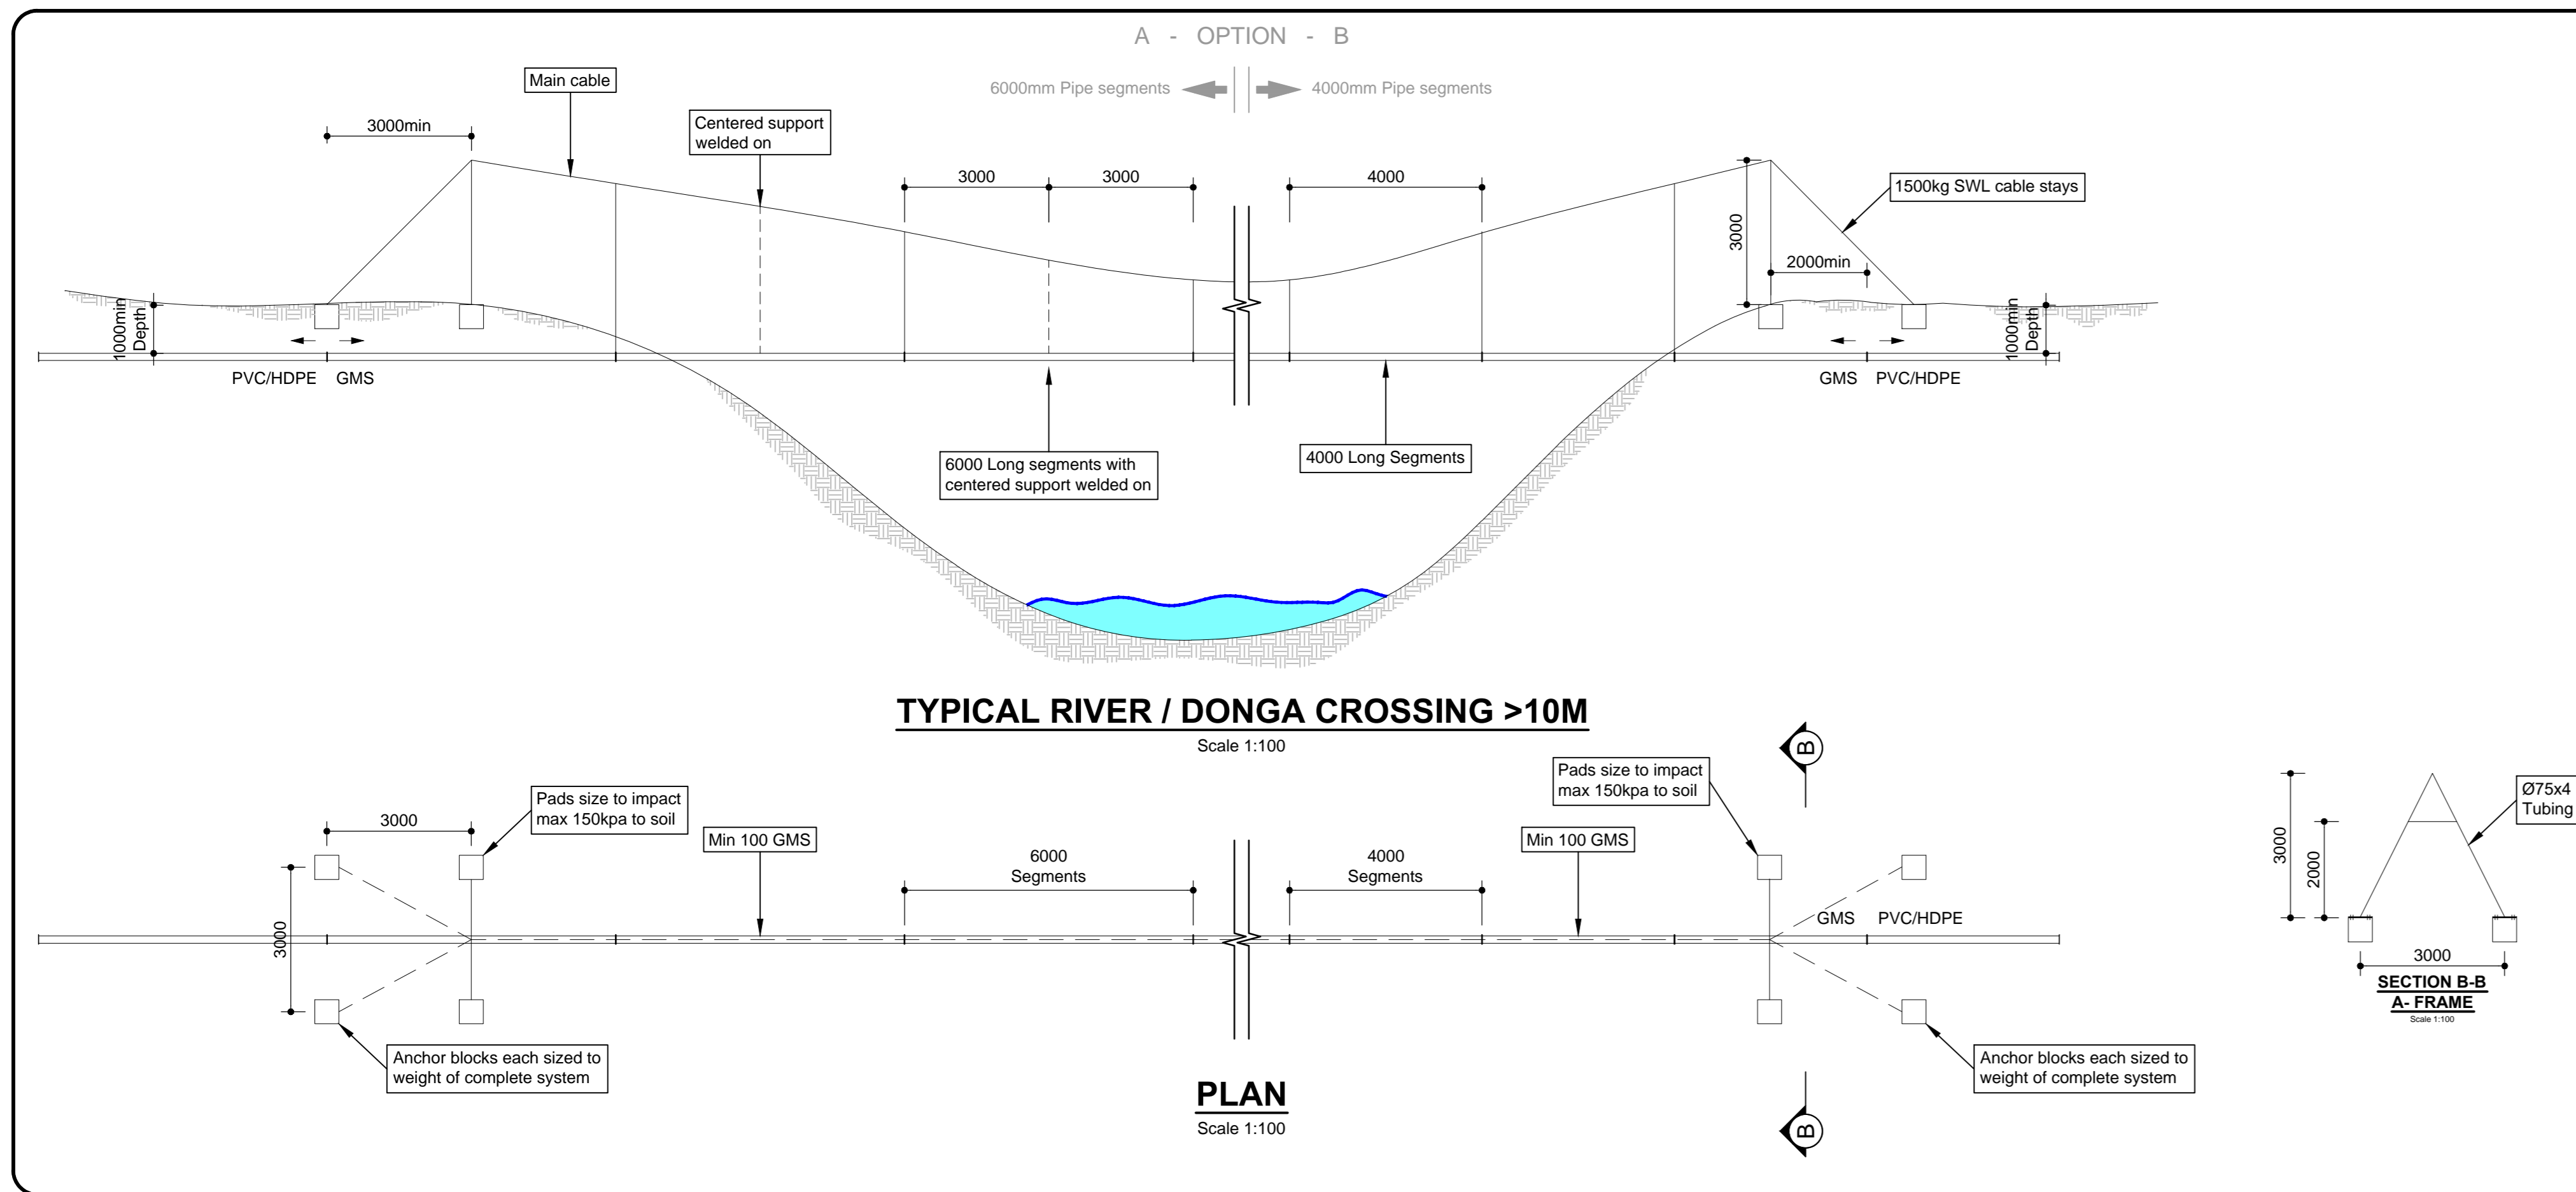 A - OPTION - B
6000mm Pipe segments
4000mm Pipe segments
Main cable
3000min
Centered support
welded on
3000
3000
4000
1500kg SWL cable stays
3000
2000min
1000min
Depth
1000min
Depth
PVC/HDPE
GMS
GMS
PVC/HDPE
6000 Long segments with
centered support welded on
4000 Long Segments
TYPICAL RIVER / DONGA CROSSING >10M
Scale 1:100
B
Pads size to impact
max 150kpa to soil
Pads size to impact
max 150kpa to soil
3000
Min 100 GMS
6000
Segments
4000
Segments
Min 100 GMS
3000
GMS
PVC/HDPE
Anchor blocks each sized to
weight of complete system
Anchor blocks each sized to
weight of complete system
PLAN
Scale 1:100
B
Ø75x4
Tubing
3000
2000
3000
SECTION B-B
A- FRAME
Scale 1:100